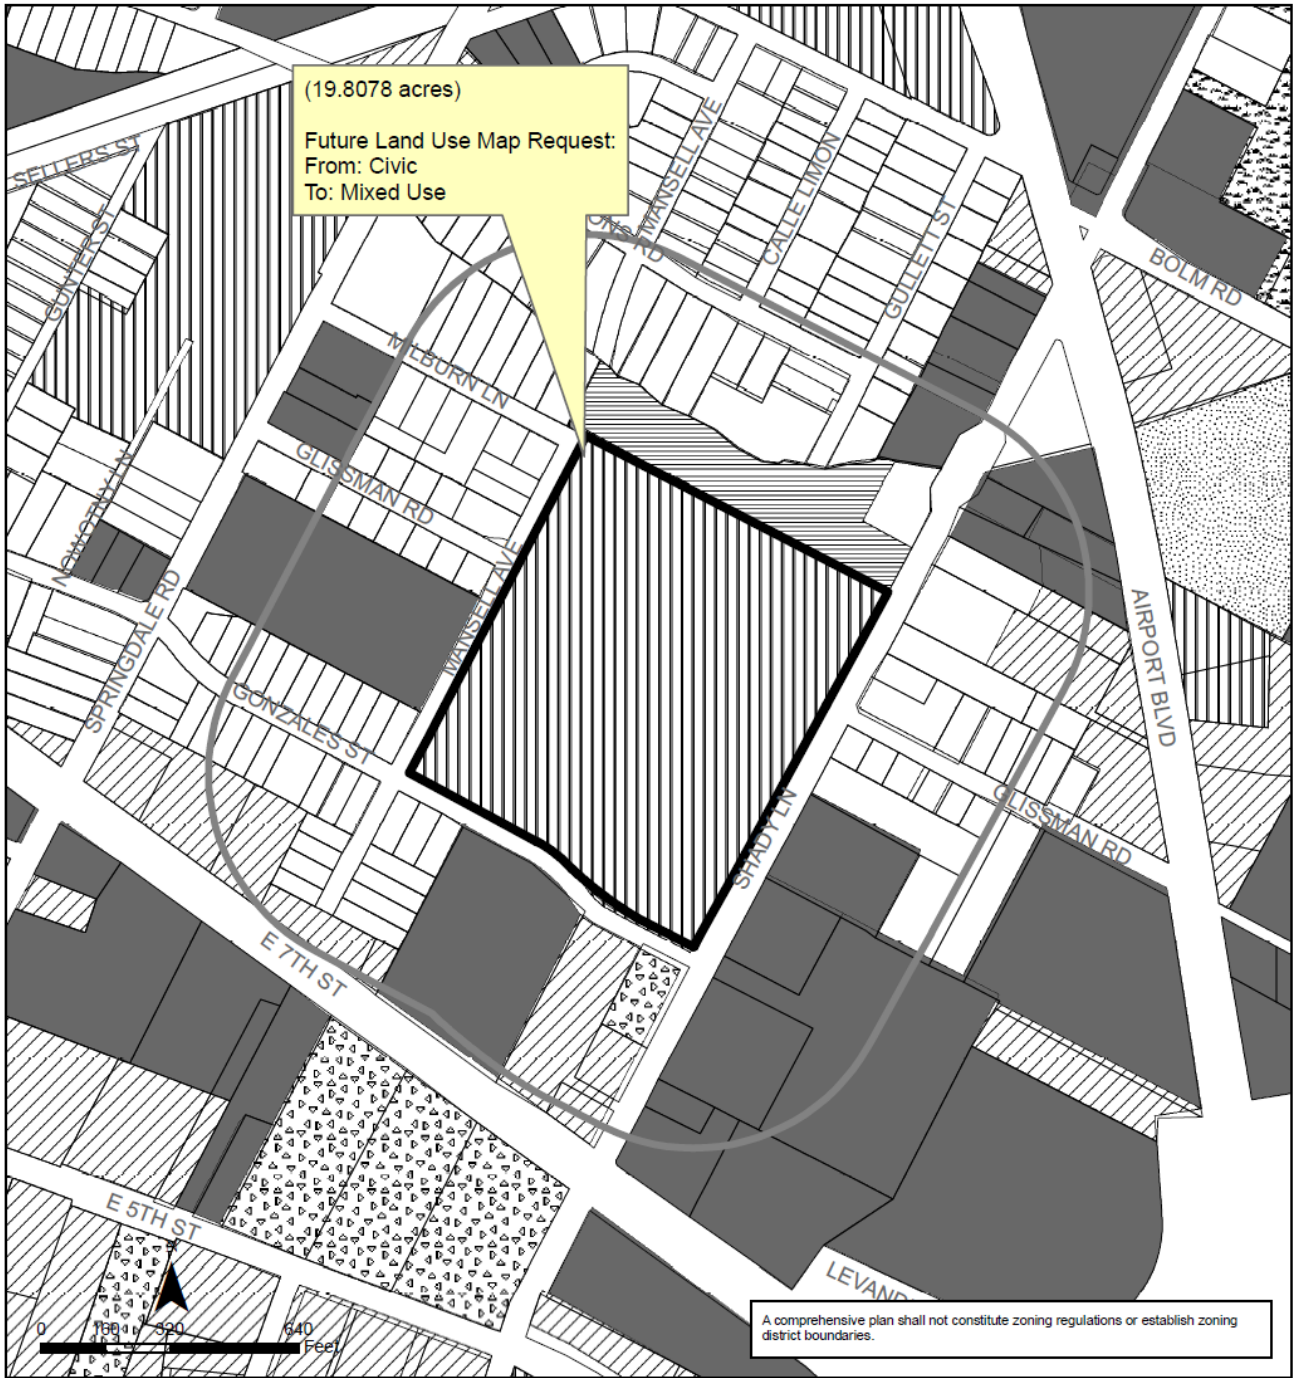 (19.8078 acres)
Future Land Use Map Request:
From: Civic
To: Mixed Use
SELLERS ST
GUNTER ST
MANSELL AVE
CALLE LIMON
GULLETT ST
BOLM RD
ONS RD
MILBURN LN
GLISSMAN RD
NOWOTNY LN
MANSELL AVE
SPRINGDALE RD
GONZALES ST
AIRPORT BLVD
GLISSMAN RD
SHADY LN
E 7TH ST
E 5TH ST
LEVAND
0 160 320 640
Feet
A comprehensive plan shall not constitute zoning regulations or establish zoning
district boundaries.